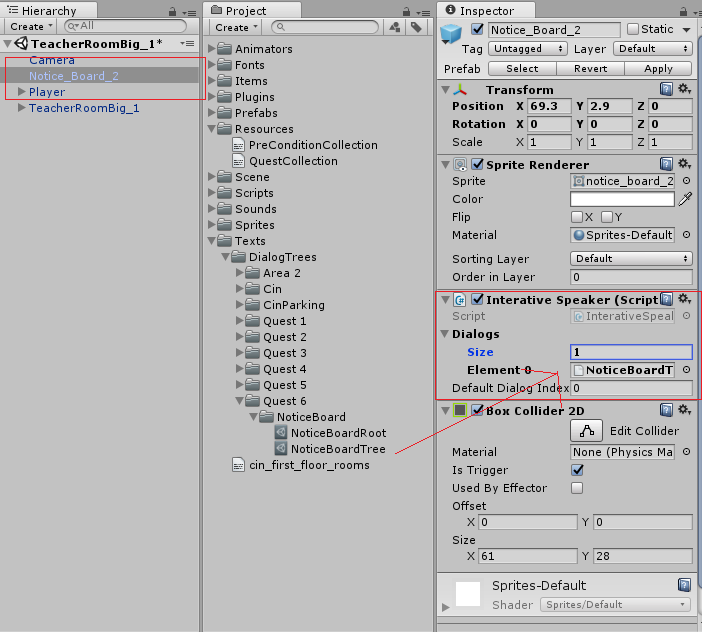 Hierarchy
Create
All
TeacherRoomBig_1*
Camera
Notice_Board_2
Player
TeacherRoomBig_1
Project
Create
Animators
Fonts
Items
Plugins
Prefabs
Resources
PreConditionCollection
QuestCollection
Scene
Scripts
Sounds
Sprites
Texts
DialogTrees
Area 2
Cin
CinParking
Quest 1
Quest 2
Quest 3
Quest 4
Quest 5
Quest 6
NoticeBoard
NoticeBoardRoot
NoticeBoardTree
cin_first_floor_rooms
Inspector
Notice_Board_2 Static
Tag Untagged Layer Default
Prefab Select Revert Apply
Transform
Position X 69.3 Y 2.9 Z 0
Rotation X 0 Y 0 Z 0
Scale X 1 Y 1 Z 1
Sprite Renderer
Sprite notice_board_2
Color
Flip X Y
Material Sprites-Default
Sorting Layer Default
Order in Layer 0
Interative Speaker (Script
Script InterativeSpeal
Dialogs
Size 1
Element 0 NoticeBoardT
Default Dialog Index 0
Box Collider 2D
Edit Collider
Material None (Physics Ma
Is Trigger
Used By Effector
Offset
X 0 Y 0
Size
X 61 Y 28
Sprites-Default
Shader Sprites/Default